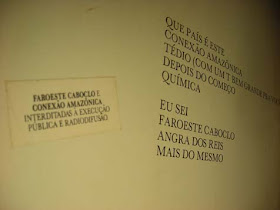 FAROESTE CABOCLO E
CONEXÃO AMAZÔNICA
INTERDITADAS A EXECUÇÃO
PÚBLICA E RADIODIFUSÃO
QUE PAÍS É ESTE
CONEXÃO AMAZÔNICA
TÉDIO (COM UM T BEM GRANDE PRA VOCÊ)
DEPOIS DO COMEÇO
QUÍMICA
EU SEI
FAROESTE CABOCLO
ANGRA DOS REIS
MAIS DO MESMO